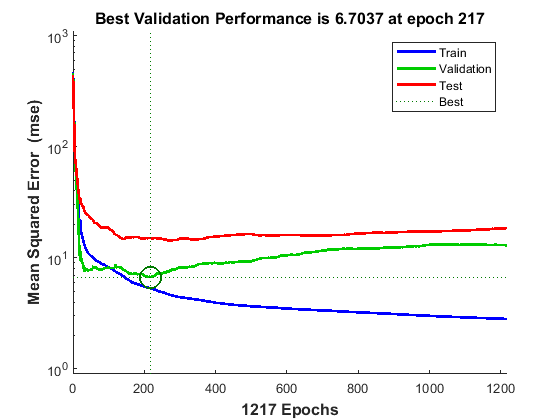 Best Validation Performance is 6.7037 at epoch 217
Mean Squared Error (mse)
10³
10²
10¹
10⁰
Train
Validation
Test
Best
0 200 400 600 800 1000 1200
1217 Epochs